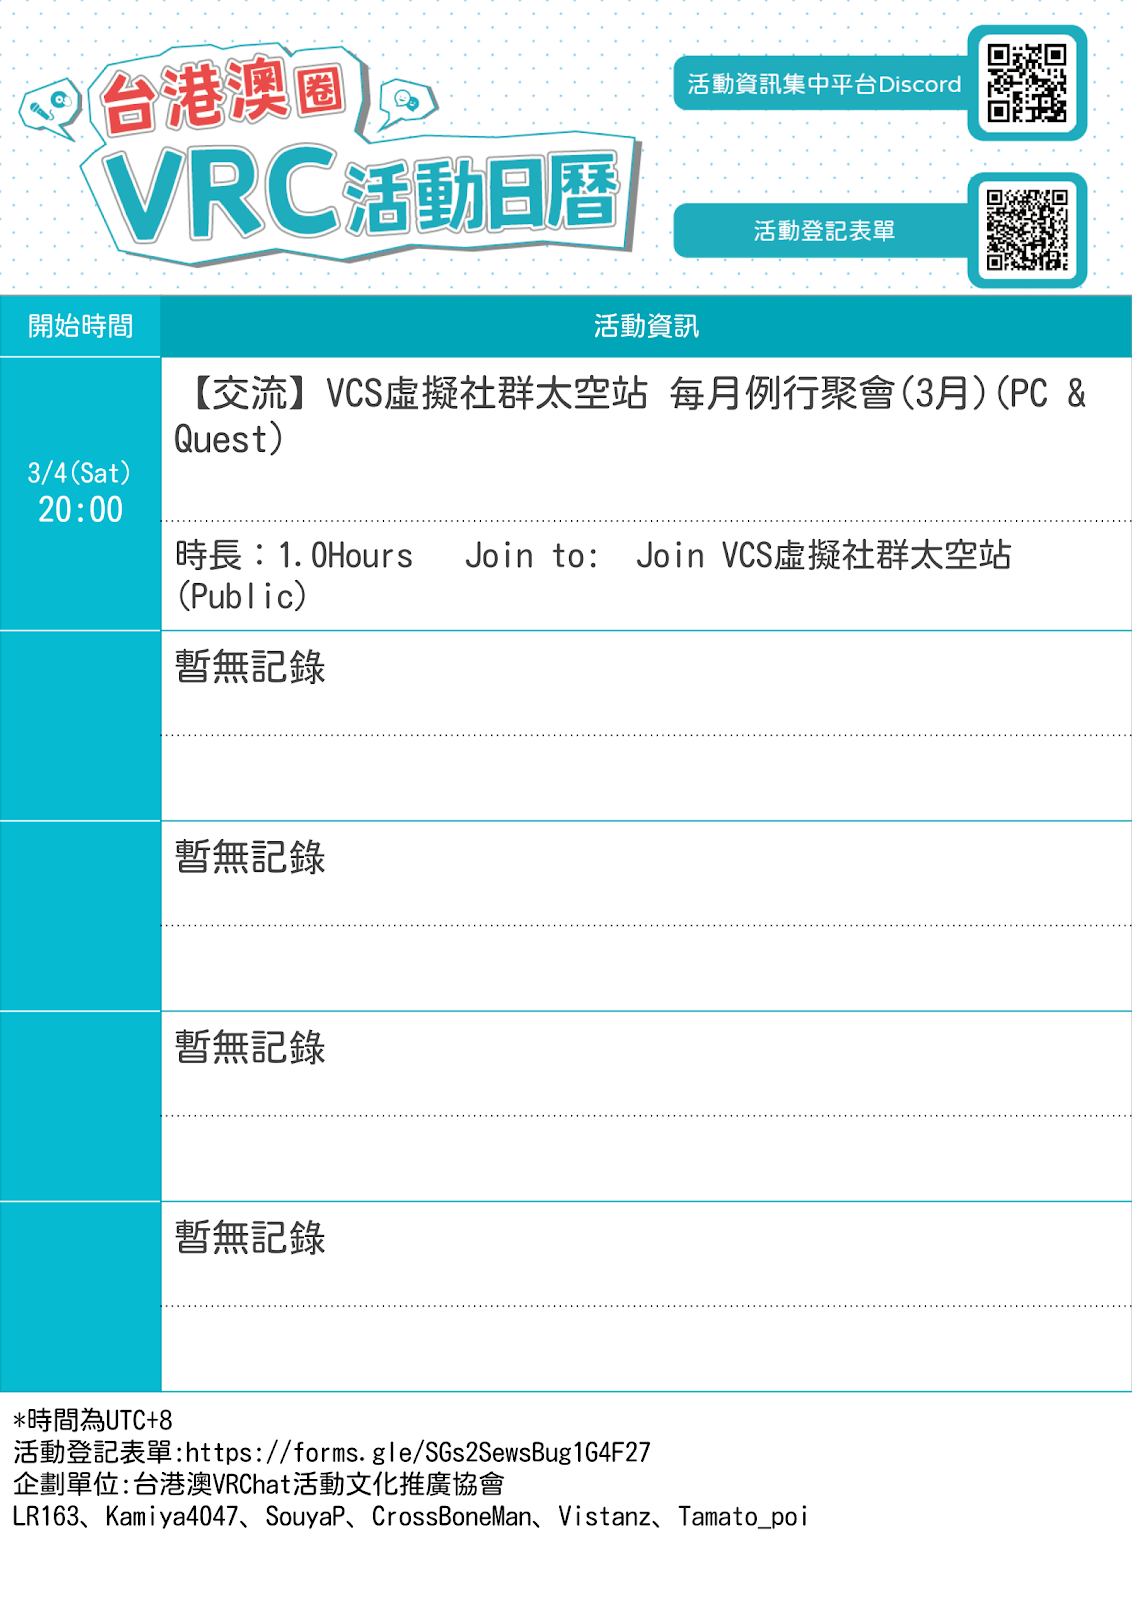 台港澳圈
VRC活動日曆
活動資訊集中平台Discord
活動登記表單
開始時間
活動資訊
3/4(Sat)
20:00
【交流】VCS虛擬社群太空站 每月例行聚會(3月)(PC &
Quest)
時長：1.0Hours Join to: Join VCS虛擬社群太空站
(Public)
暫無記錄
暫無記錄
暫無記錄
暫無記錄
*時間為UTC+8
活動登記表單:https://forms.gle/SGs2SewsBug1G4F27
企劃單位:台港澳VRChat活動文化推廣協會
LR163、Kamiya4047、SouyaP、CrossBoneMan、Vistanz、Tamato_poi